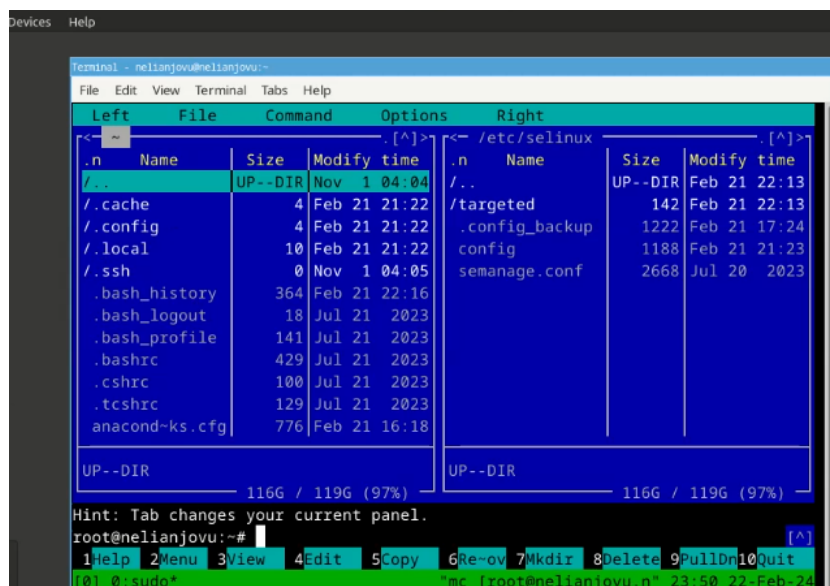 Devices Help
Terminal - nelianjovu@nelianjovu:~
File Edit View Terminal Tabs Help
Left File Command Options Right
<─ ~ ─.[^]>┐┌<─ /etc/selinux ─.[^]>
.n Name Size Modify time .n Name Size Modify time
/.. UP--DIR Nov 1 04:04 /.. UP--DIR Feb 21 22:13
/.cache 4 Feb 21 21:22 /targeted 142 Feb 21 22:13
/.config 4 Feb 21 21:22 .config_backup 1222 Feb 21 17:24
/.local 10 Feb 21 21:22 config 1188 Feb 21 21:23
/.ssh 0 Nov 1 04:05 semanage.conf 2668 Jul 20 2023
.bash_history 364 Feb 21 22:16
.bash_logout 18 Jul 21 2023
.bash_profile 141 Jul 21 2023
.bashrc 429 Jul 21 2023
.cshrc 100 Jul 21 2023
.tcshrc 129 Jul 21 2023
anacond~ks.cfg 776 Feb 21 16:18
UP--DIR UP--DIR
116G / 119G (97%) 116G / 119G (97%)
Hint: Tab changes your current panel.
root@nelianjovu:~# [^]
1Help 2Menu 3View 4Edit 5Copy 6Re~ov 7Mkdir 8Delete 9PullDn10Quit
[0] 0:sudo* "mc [root@nelianjovu.n" 23:50 22-Feb-24